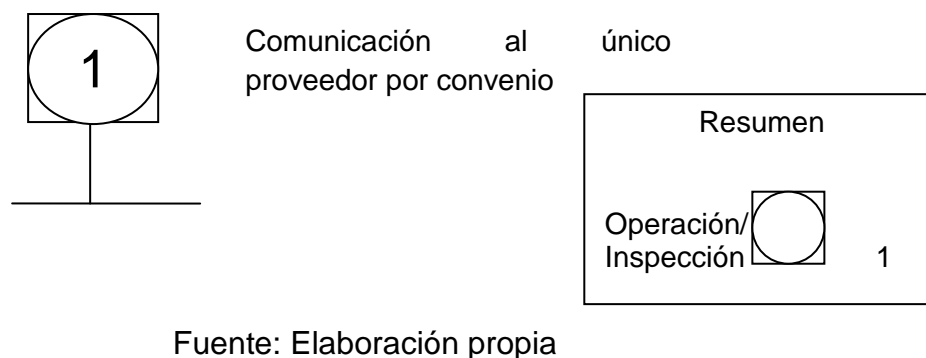 1
Comunicación al único
proveedor por convenio
Resumen
Operación/
Inspección 1
Fuente: Elaboración propia